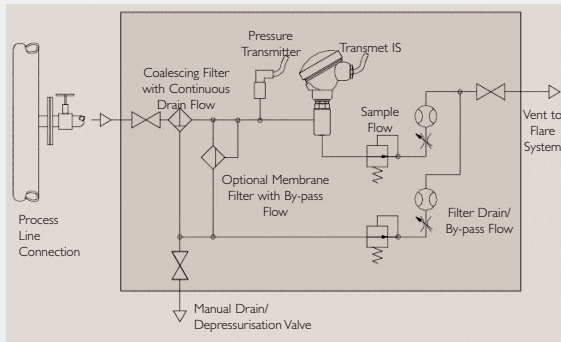 Pressure
Transmitter
Transmet IS
Coalescing Filter
with Continuous
Drain Flow
Sample
Flow
Vent to
Flare
System
Optional Membrane
Filter with By-pass
Flow
Process
Line
Connection
Filter Drain/
By-pass Flow
Manual Drain/
Depressurisation Valve